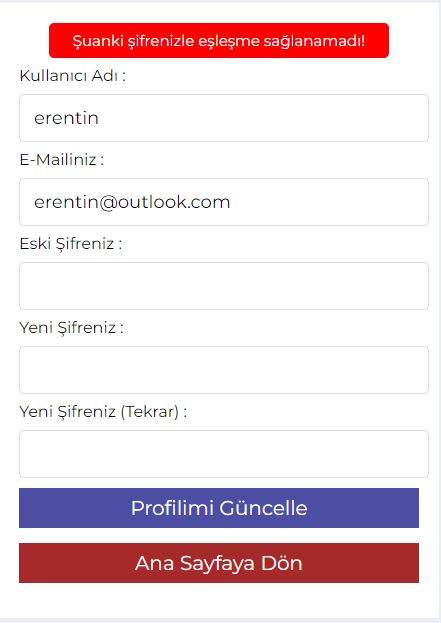 Şuanki şifrenizle eşleşme sağlanamadı!
Kullanıcı Adı :
erentin
E-Mailiniz :
erentin@outlook.com
Eski Şifreniz :
Yeni Şifreniz :
Yeni Şifreniz (Tekrar) :
Profilimi Güncelle
Ana Sayfaya Dön